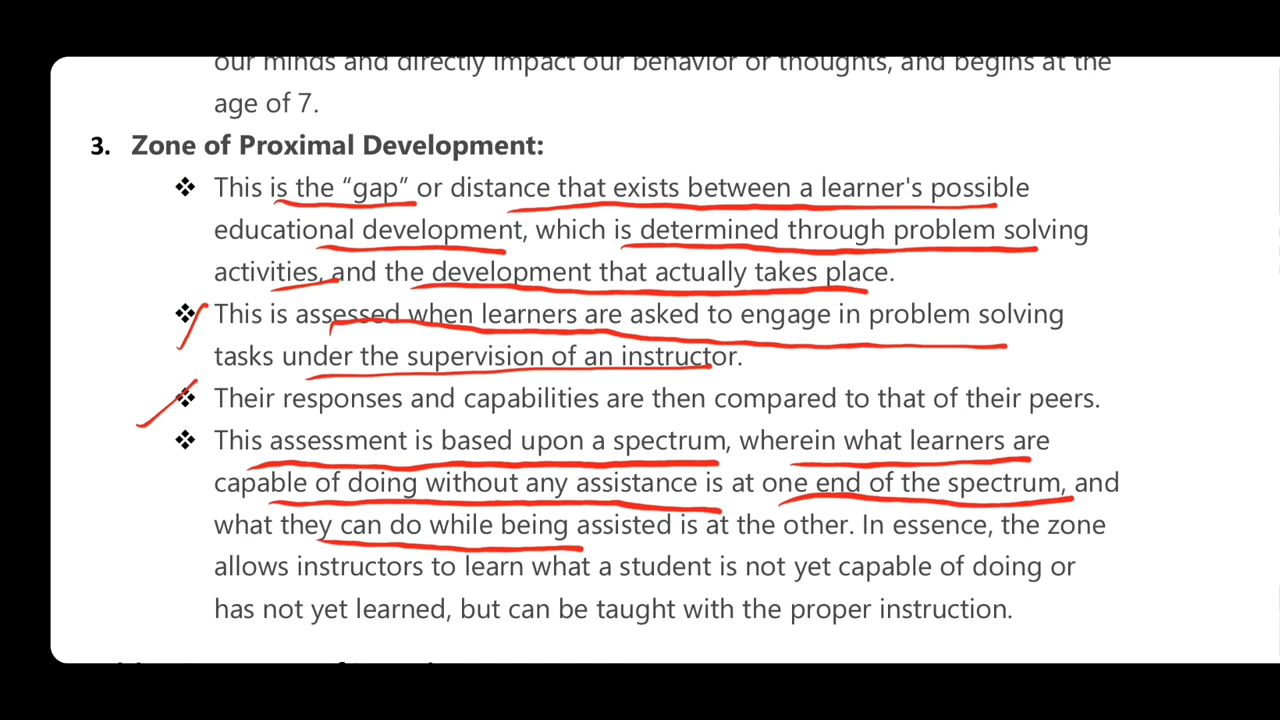 our minds and directly impact our behavior or thoughts, and begins at the
age of 7.
3. Zone of Proximal Development:
❖ This is the “gap” or distance that exists between a learner's possible
educational development, which is determined through problem solving
activities, and the development that actually takes place.
❖ This is assessed when learners are asked to engage in problem solving
tasks under the supervision of an instructor.
❖ Their responses and capabilities are then compared to that of their peers.
❖ This assessment is based upon a spectrum, wherein what learners are
capable of doing without any assistance is at one end of the spectrum, and
what they can do while being assisted is at the other. In essence, the zone
allows instructors to learn what a student is not yet capable of doing or
has not yet learned, but can be taught with the proper instruction.